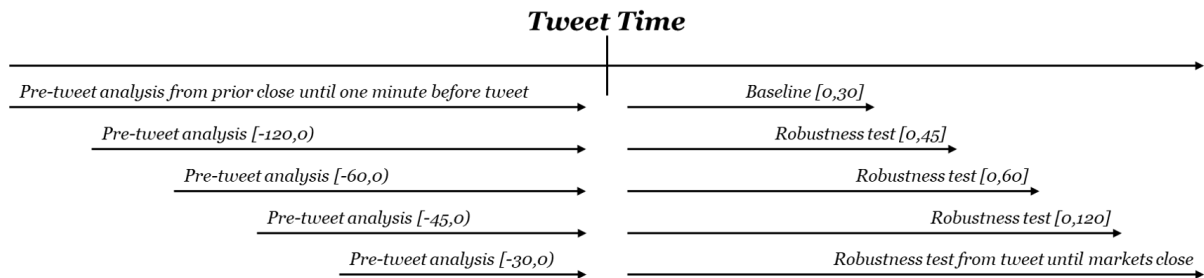 Tweet Time
Pre-tweet analysis from prior close until one minute before tweet
Baseline [0,30]
Pre-tweet analysis [-120,0)
Robustness test [0,45]
Pre-tweet analysis [-60,0)
Robustness test [0,60]
Pre-tweet analysis [-45,0)
Robustness test [0,120]
Pre-tweet analysis [-30,0)
Robustness test from tweet until markets close